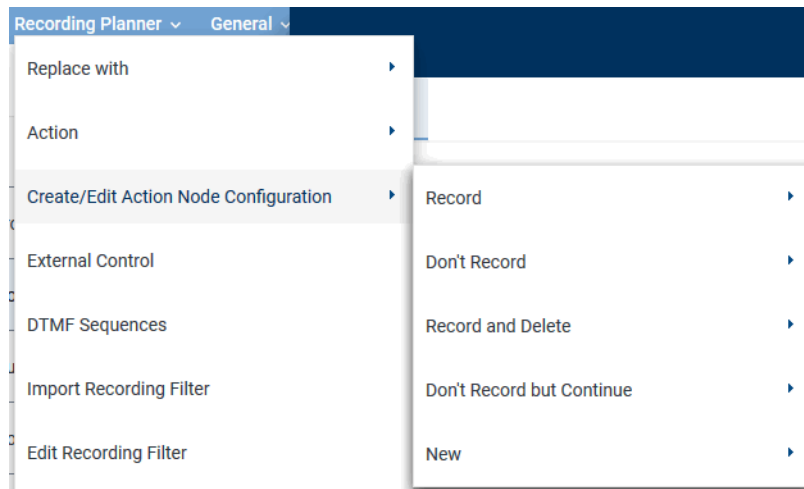 Recording Planner General
Replace with
Action
Create/Edit Action Node Configuration
Record
External Control
Don't Record
DTMF Sequences
Record and Delete
Import Recording Filter
Don't Record but Continue
Edit Recording Filter
New